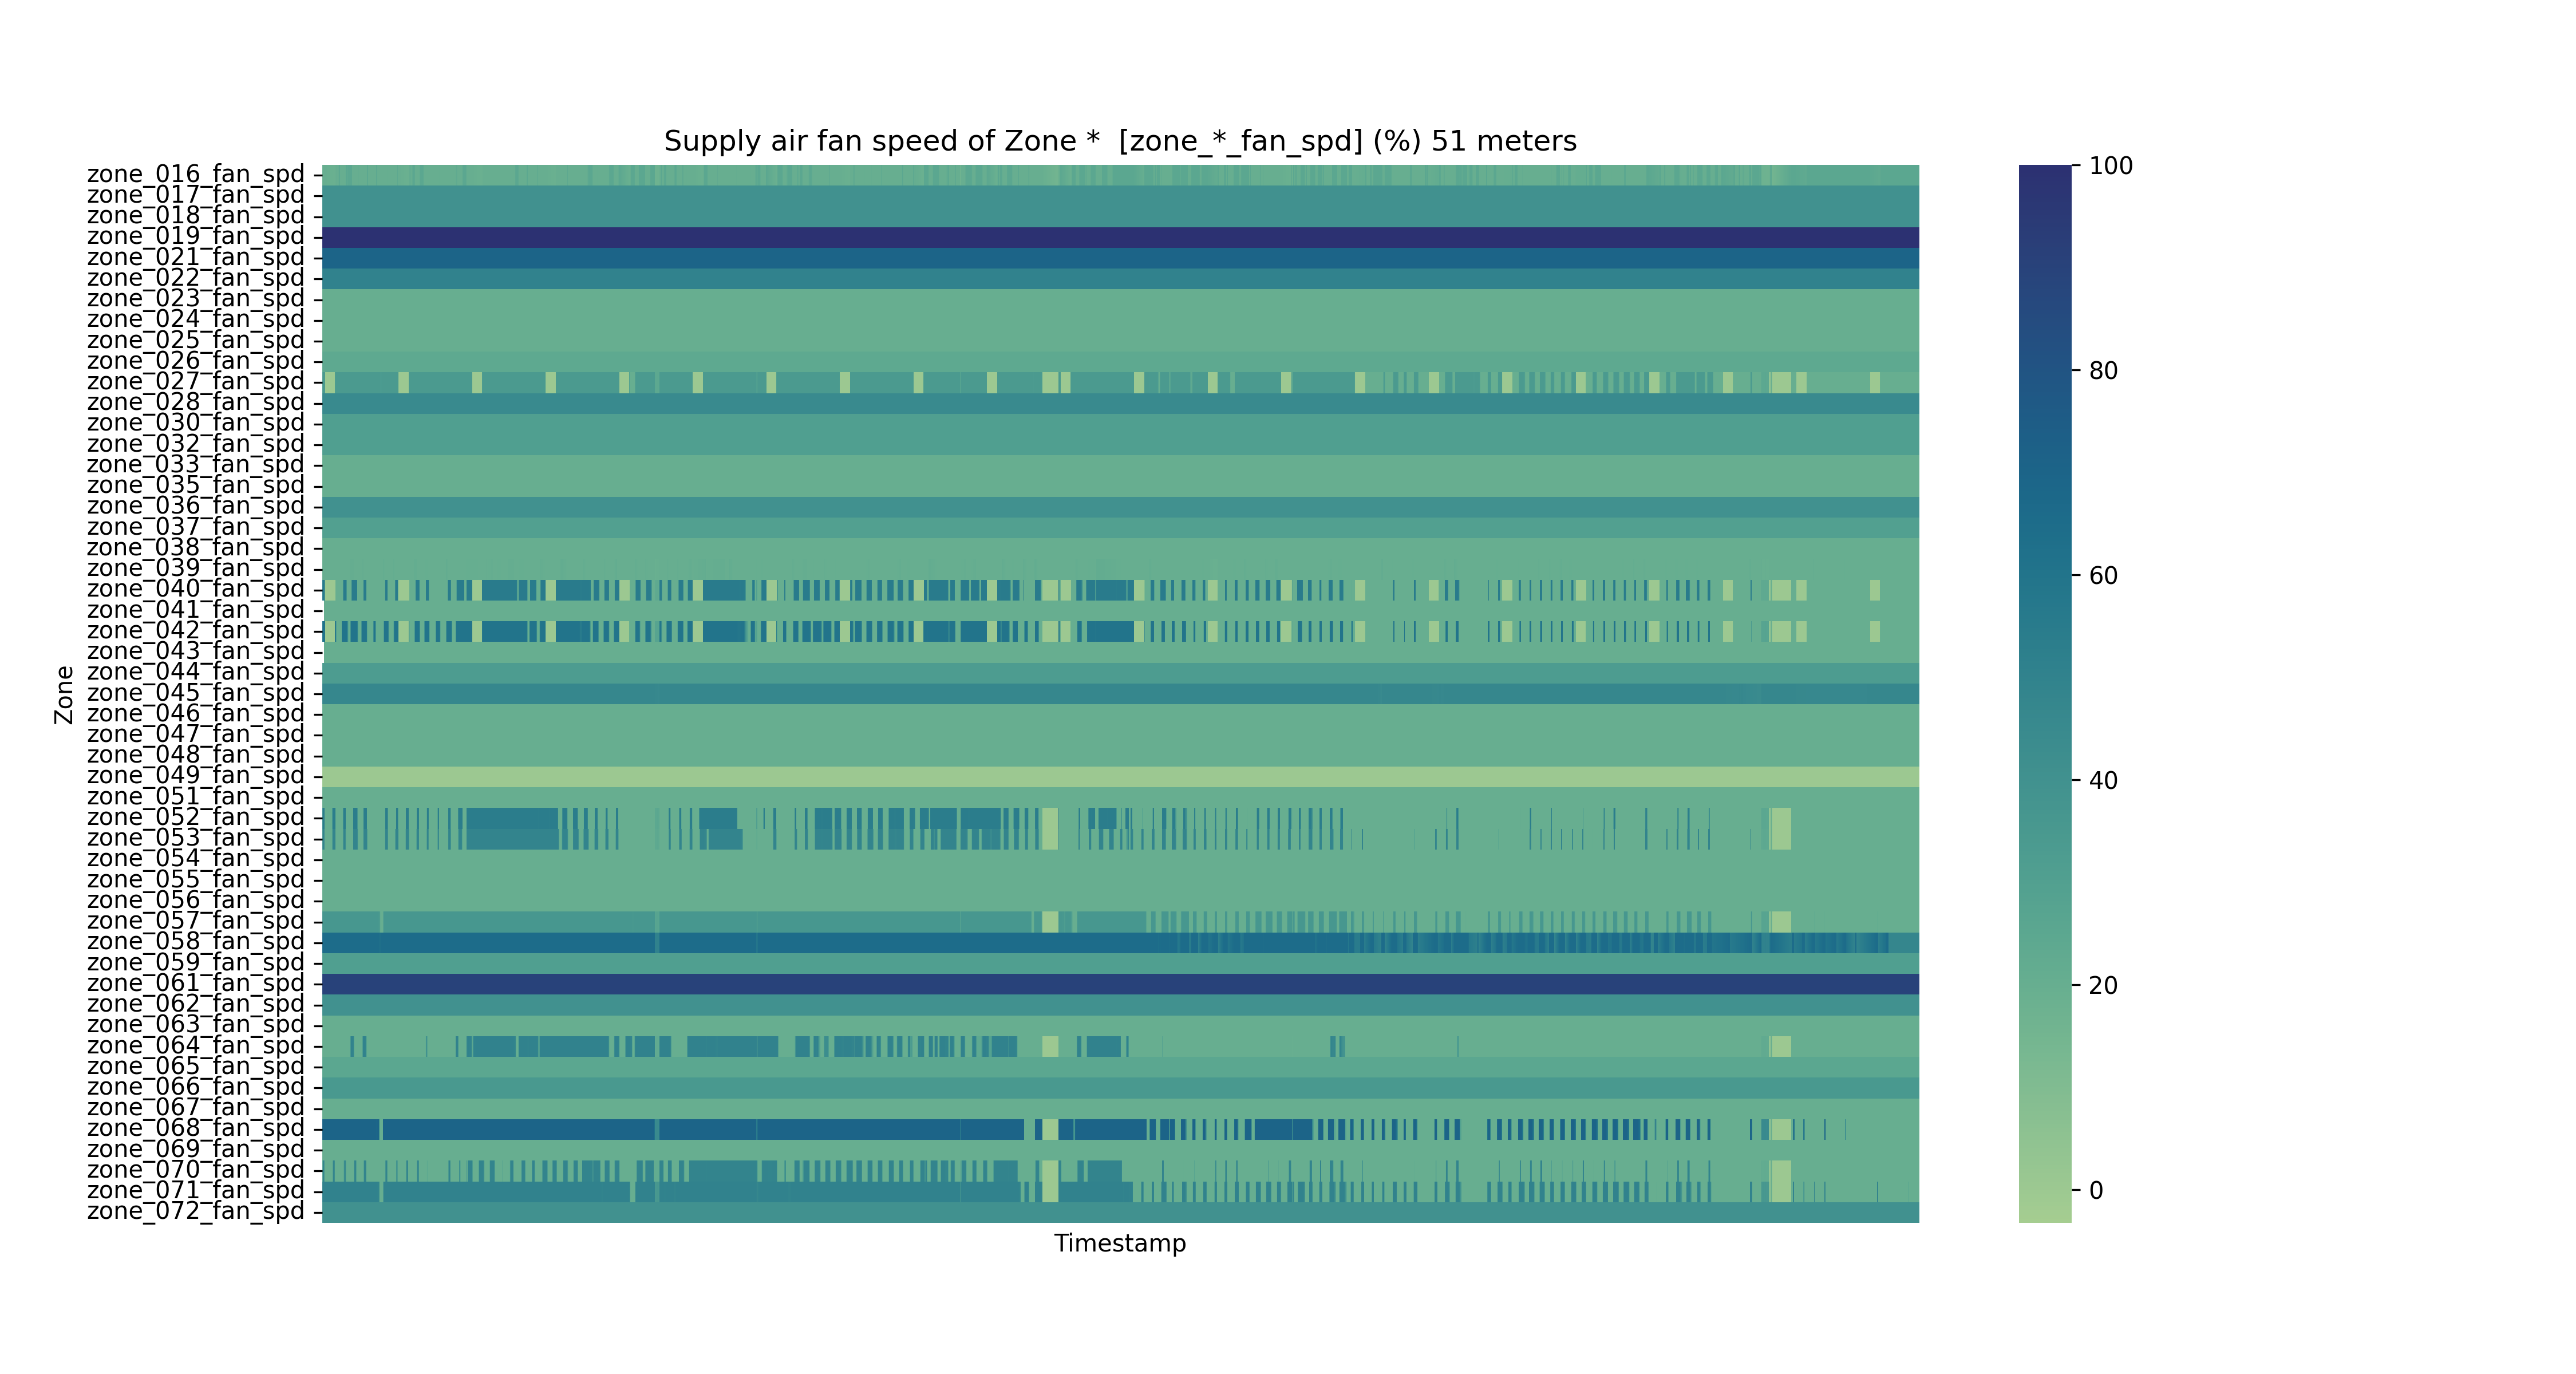 Supply air fan speed of Zone *  [zone_*_fan_spd] (%) 51 meters
zone_016_fan_spd
zone_017_fan_spd
zone_018_fan_spd
zone_019_fan_spd
zone_021_fan_spd
zone_022_fan_spd
zone_023_fan_spd
zone_024_fan_spd
zone_025_fan_spd
zone_026_fan_spd
zone_027_fan_spd
zone_028_fan_spd
zone_030_fan_spd
zone_032_fan_spd
zone_033_fan_spd
zone_035_fan_spd
zone_036_fan_spd
zone_037_fan_spd
zone_038_fan_spd
zone_039_fan_spd
zone_040_fan_spd
zone_041_fan_spd
zone_042_fan_spd
zone_043_fan_spd
zone_044_fan_spd
zone_045_fan_spd
zone_046_fan_spd
zone_047_fan_spd
zone_048_fan_spd
zone_049_fan_spd
zone_051_fan_spd
zone_052_fan_spd
zone_053_fan_spd
zone_054_fan_spd
zone_055_fan_spd
zone_056_fan_spd
zone_057_fan_spd
zone_058_fan_spd
zone_059_fan_spd
zone_061_fan_spd
zone_062_fan_spd
zone_063_fan_spd
zone_064_fan_spd
zone_065_fan_spd
zone_066_fan_spd
zone_067_fan_spd
zone_068_fan_spd
zone_069_fan_spd
zone_070_fan_spd
zone_071_fan_spd
zone_072_fan_spd
Zone
Timestamp
100
80
60
40
20
0